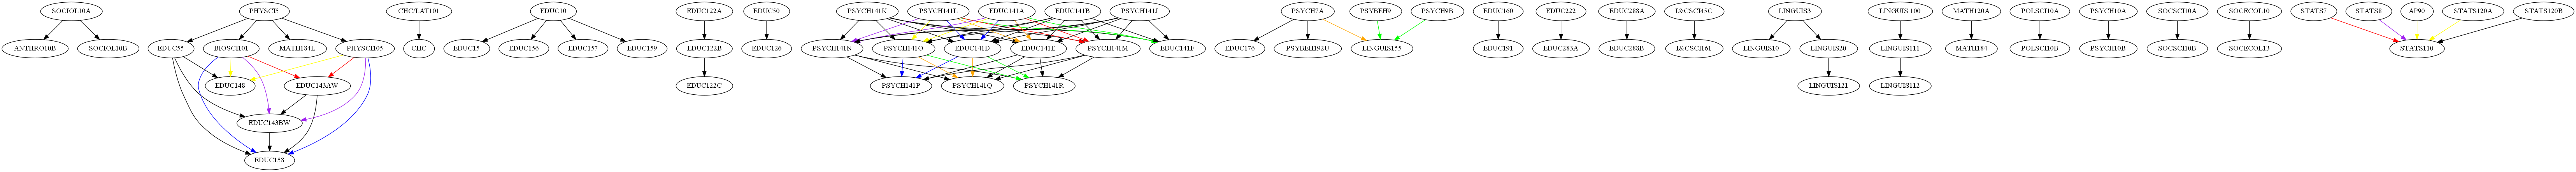 SOCIOL10A PHYSCI5 CHC/LAT101 EDUC10 EDUC122A EDUC50 PSYCH141K PSYCH141L EDUC141A EDUC141B PSYCH141J PSYCH7A PSYBEH9 PSYCH9B EDUC160 EDUC222 EDUC288A I&CSCI45C LINGUIS3 LINGUIS 100 MATH120A POLSCI10A PSYCH10A SOCSCI10A SOCECOL10 STATS7 STATS8 AP90 STATS120A STATS120B
ANTHRO10B SOCIOL10B EDUC55 BIOSCI101 MATH184L PHYSCI105 CHC EDUC15 EDUC156 EDUC157 EDUC159 EDUC122B EDUC126 PSYCH141N PSYCH141O EDUC141D EDUC141E PSYCH141M EDUC141F EDUC176 PSYBEH192U LINGUIS155 EDUC191 EDUC283A EDUC288B I&CSCI161 LINGUIS10 LINGUIS20 LINGUIS111 MATH184 POLSCI10B PSYCH10B SOCSCI10B SOCECOL13 STATS110
EDUC148 EDUC143AW EDUC122C PSYCH141P PSYCH141Q PSYCH141R LINGUIS121 LINGUIS112
EDUC143BW
EDUC158